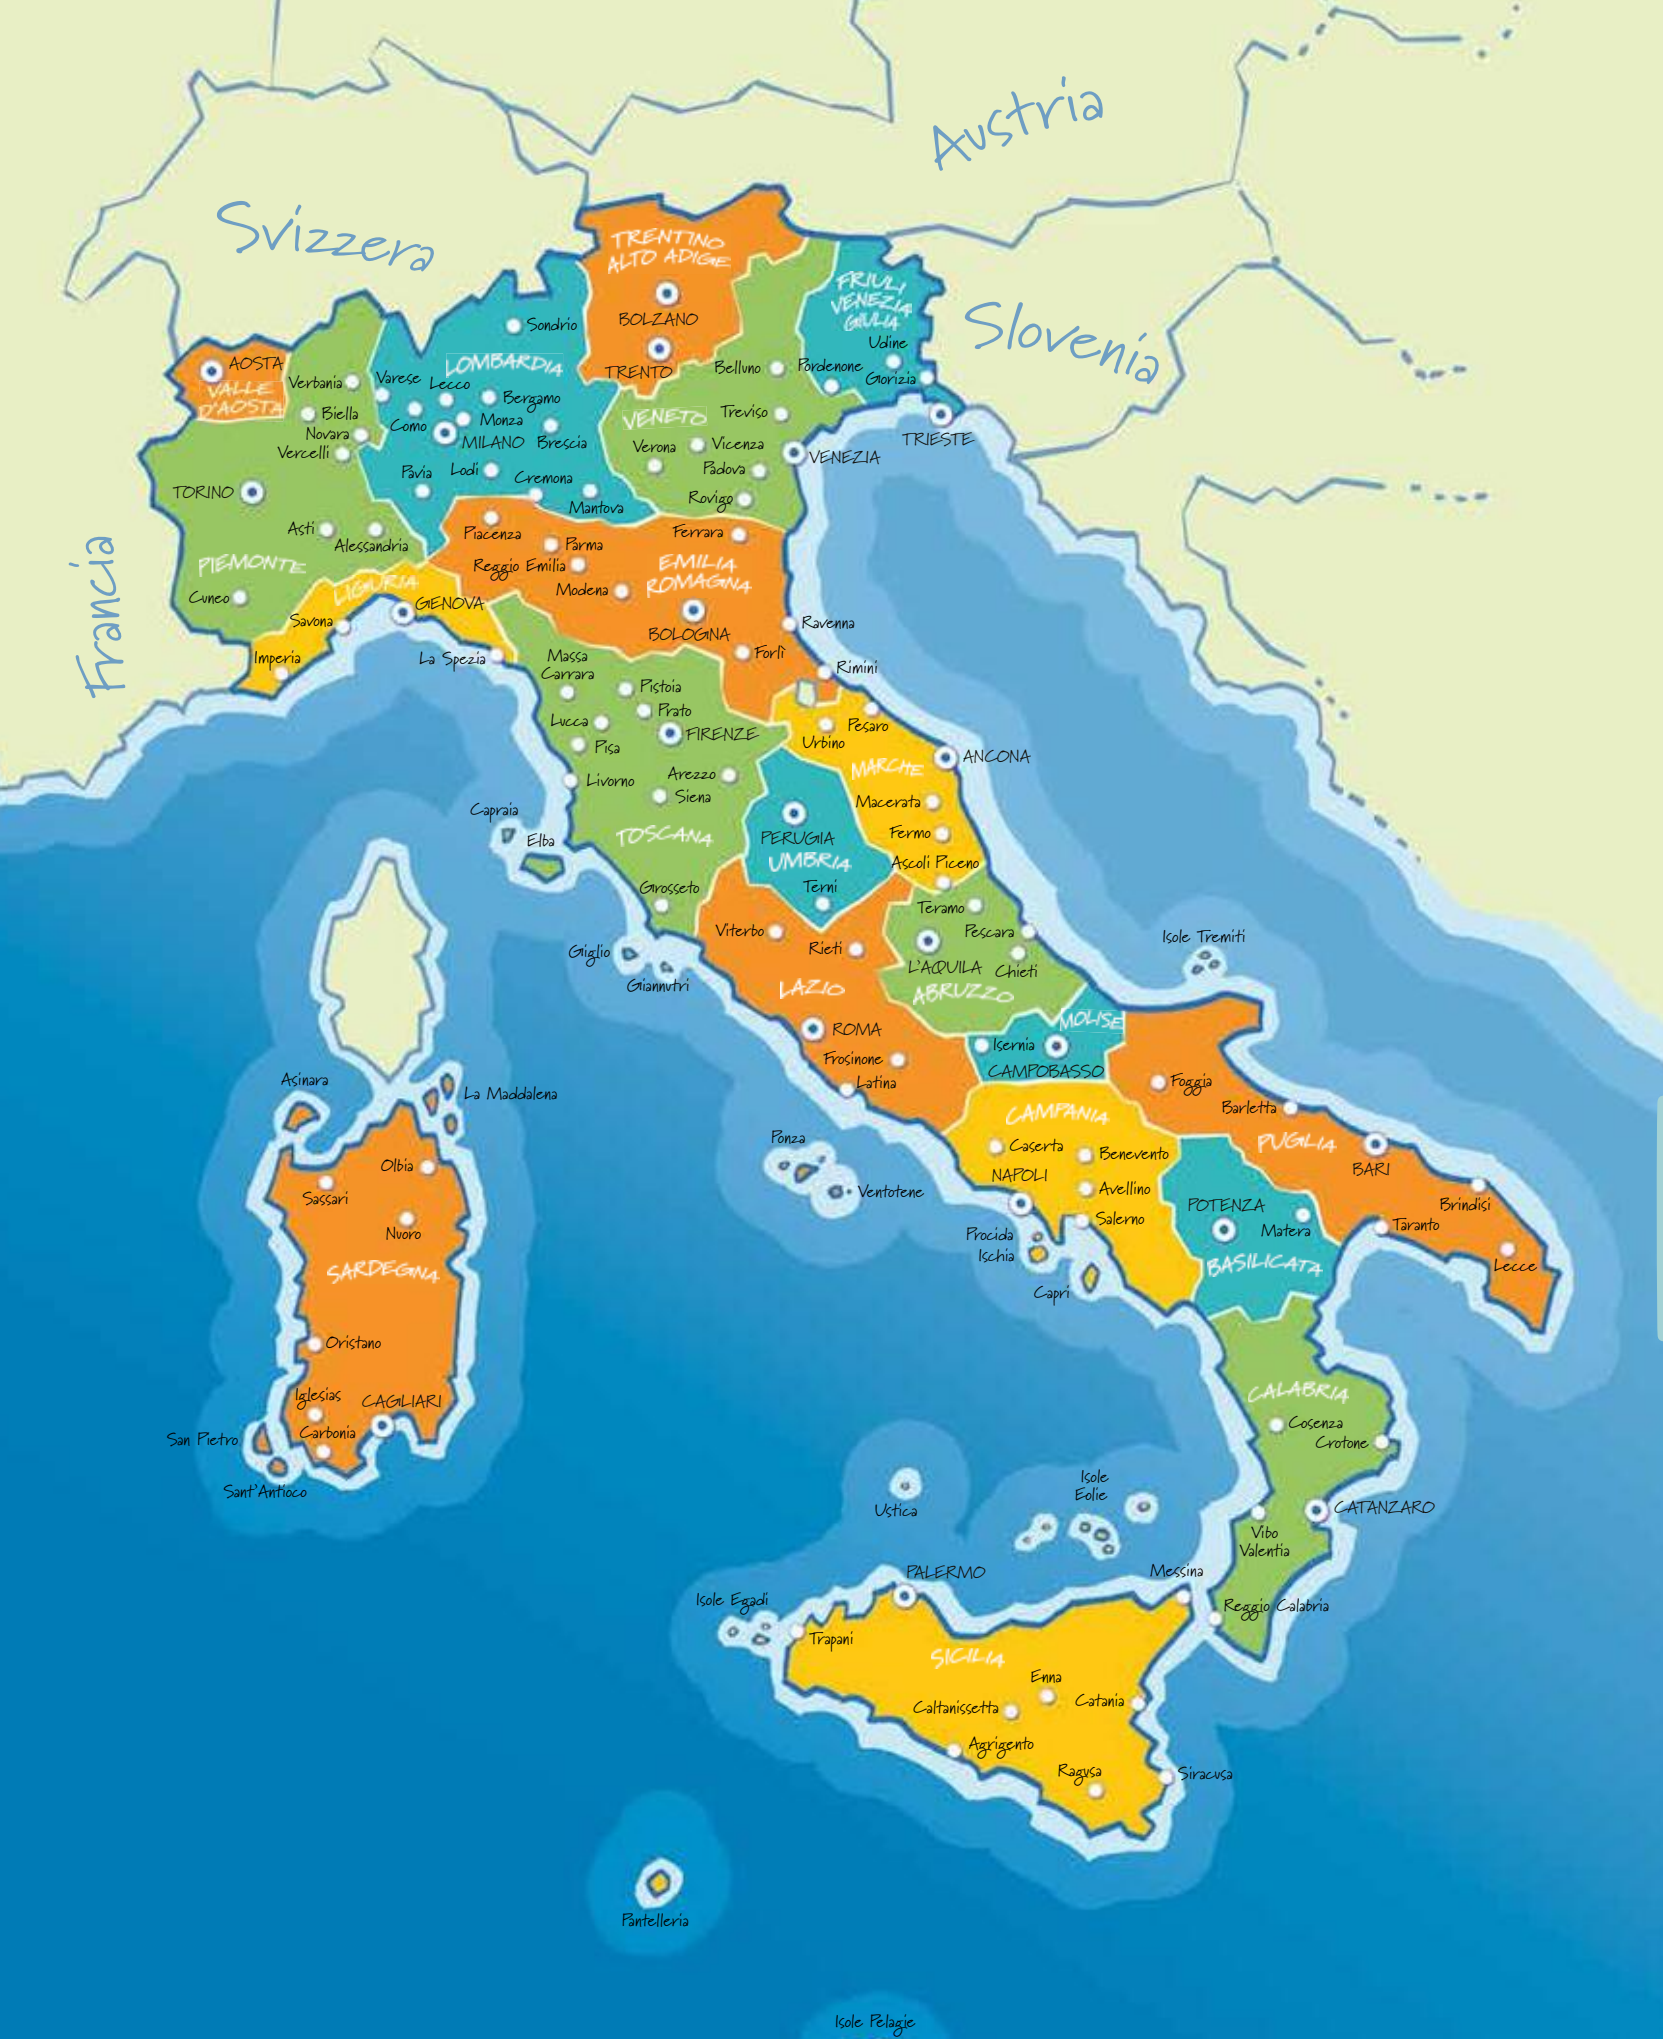 Austria
Svizzera
Slovenia
Francia
TRENTINO
ALTO ADIGE
BOLZANO
TRENTO
FRIULI
VENEZIA
GIULIA
Udine
Pordenone
Gorizia
TRIESTE
Sondrio
LOMBARDIA
Varese
Lecco
Bergamo
Como
Monza
MILANO
Brescia
Pavia
Lodi
Cremona
Mantova
AOSTA
VALLE
D'AOSTA
Verbania
Biella
Novara
Vercelli
TORINO
Asti
Alessandria
PIEMONTE
Cuneo
Belluno
VENETO
Treviso
Verona
Vicenza
VENEZIA
Padova
Rovigo
LIGURIA
GENOVA
Savona
Imperia
La Spezia
Piacenza
Parma
Ferrara
Reggio Emilia
EMILIA
ROMAGNA
Modena
BOLOGNA
Ravenna
Forlì
Rimini
Massa
Carrara
Pistoia
Prato
Lucca
FIRENZE
Pisa
Livorno
Arezzo
Siena
TOSCANA
Grosseto
Capraia
Elba
Giglio
Giannutri
Pesaro
Urbino
ANCONA
MARCHE
Macerata
Fermo
Ascoli Piceno
PERUGIA
UMBRIA
Terni
Viterbo
Rieti
LAZIO
ROMA
Frosinone
Latina
Teramo
Pescara
L'AQUILA
Chieti
ABRUZZO
Isole Tremiti
MOLISE
Isernia
CAMPOBASSO
CAMPANIA
Caserta
Benevento
NAPOLI
Avellino
Salerno
Procida
Ischia
Capri
Ponza
Ventotene
Foggia
Barletta
PUGLIA
BARI
Brindisi
Taranto
Lecce
POTENZA
Matera
BASILICATA
CALABRIA
Cosenza
Crotone
CATANZARO
Vibo
Valentia
Reggio Calabria
Asinara
La Maddalena
Olbia
Sassari
Nuoro
SARDEGNA
Oristano
Iglesias
CAGLIARI
Carbonia
San Pietro
Sant'Antioco
Ustica
Isole
Eolie
Messina
PALERMO
Isole Egadi
Trapani
SICILIA
Enna
Caltanissetta
Catania
Agrigento
Ragusa
Siracusa
Pantelleria
Isole Pelagie